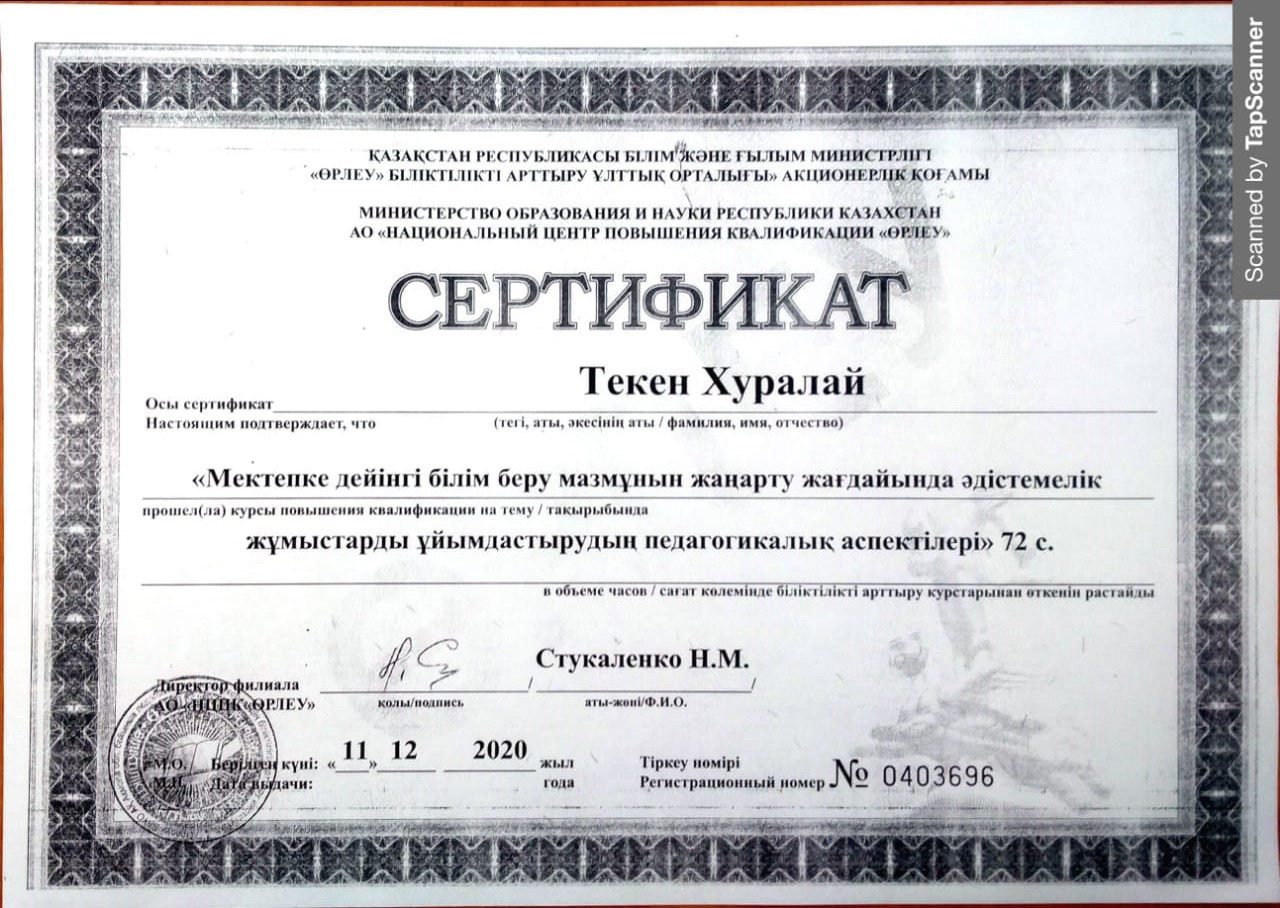 ҚАЗАҚСТАН РЕСПУБЛИКАСЫ БІЛІМ ЖӘНЕ ҒЫЛЫМ МИНИСТРЛІГІ
«ӨРЛЕУ» БІЛІКТІЛІКТІ АРТТЫРУ ҰЛТТЫҚ ОРТАЛЫҒЫ» АКЦИОНЕРЛІК ҚОҒАМЫ
МИНИСТЕРСТВО ОБРАЗОВАНИЯ И НАУКИ РЕСПУБЛИКИ КАЗАХСТАН
АО «НАЦИОНАЛЬНЫЙ ЦЕНТР ПОВЫШЕНИЯ КВАЛИФИКАЦИИ «ӨРЛЕУ»
СЕРТИФИКАТ
Текен Хуралай
Осы сертификат
Настоящим подтверждает, что (тегі, аты, әкесінің аты / фамилия, имя, отчество)
«Мектепке дейінгі білім беру мазмұнын жаңарту жағдайында әдістемелік
прошел(ла) курсы повышения квалификации на тему / тақырыбында
жұмыстарды ұйымдастырудың педагогикалық аспектілері» 72 с.
в объеме часов / сағат көлемінде біліктілікті арттыру курстарынан өткенін растайды
Стукаленко Н.М.
Директор филиала
АО «НЦПК«ӨРЛЕУ» қолы/подпись аты-жөні/Ф.И.О.
М.О. Берілген күні: «11» 12 2020 жыл Тіркеу нөмірі
М.П. Дата выдачи: года Регистрационный номер № 0403696
Scanned by TapScanner